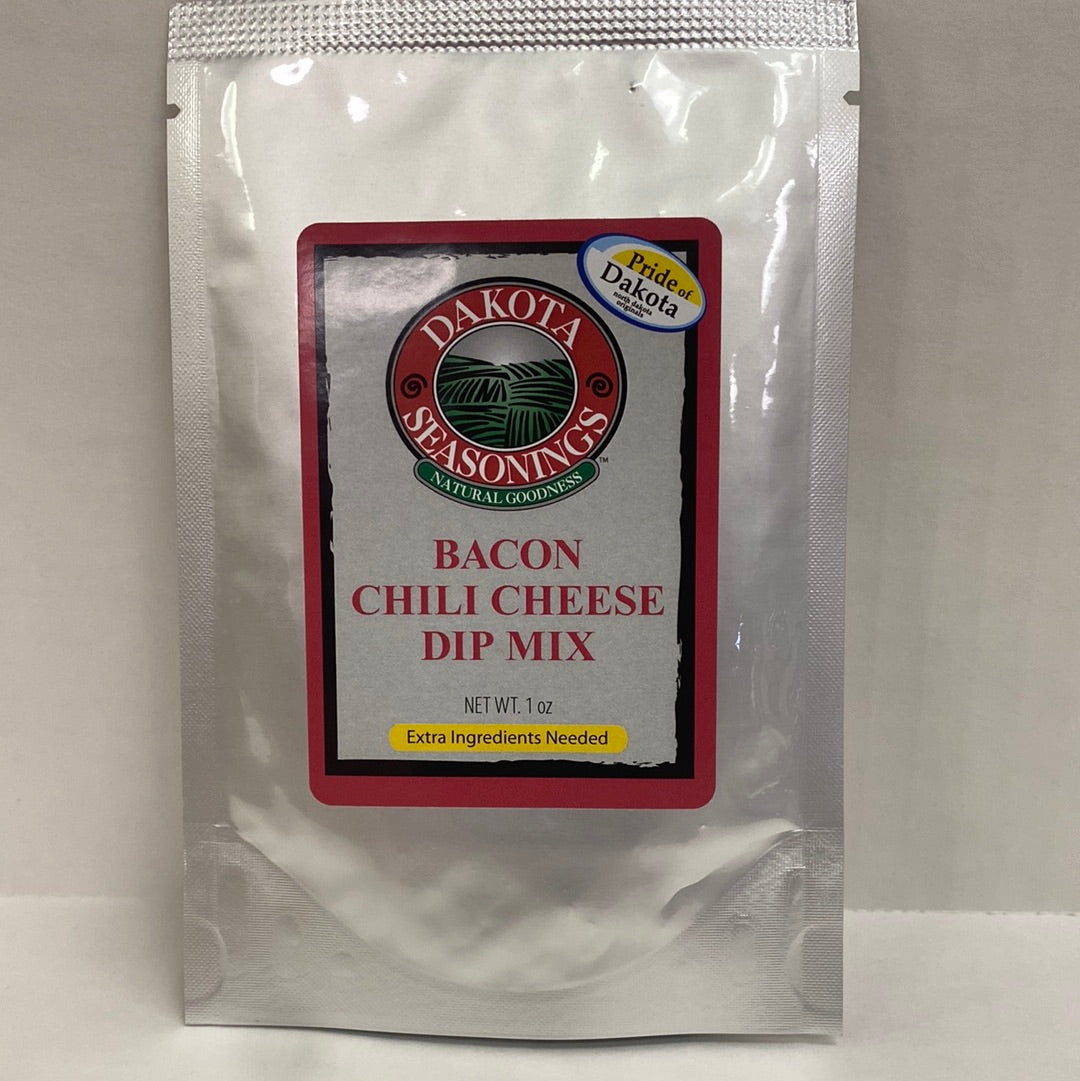 Pride of
Dakota
north dakota
originals
DAKOTA
SEASONINGS
TM
NATURAL GOODNESS
BACON
CHILI CHEESE
DIP MIX
NET WT. 1 oz
Extra Ingredients Needed